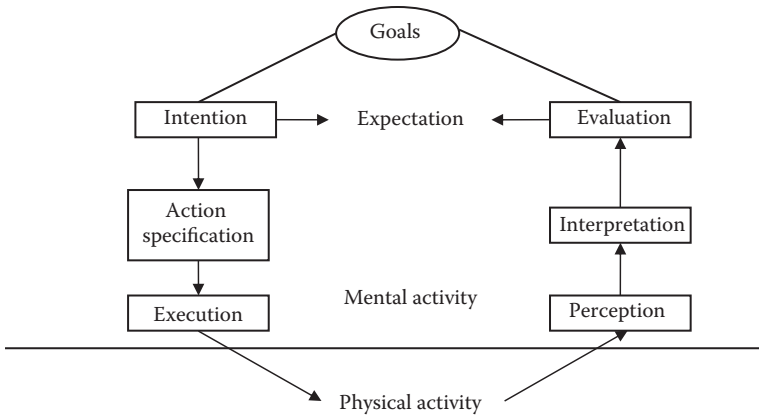 Goals
Intention
Expectation
Evaluation
Action
specification
Interpretation
Mental activity
Execution
Perception
Physical activity